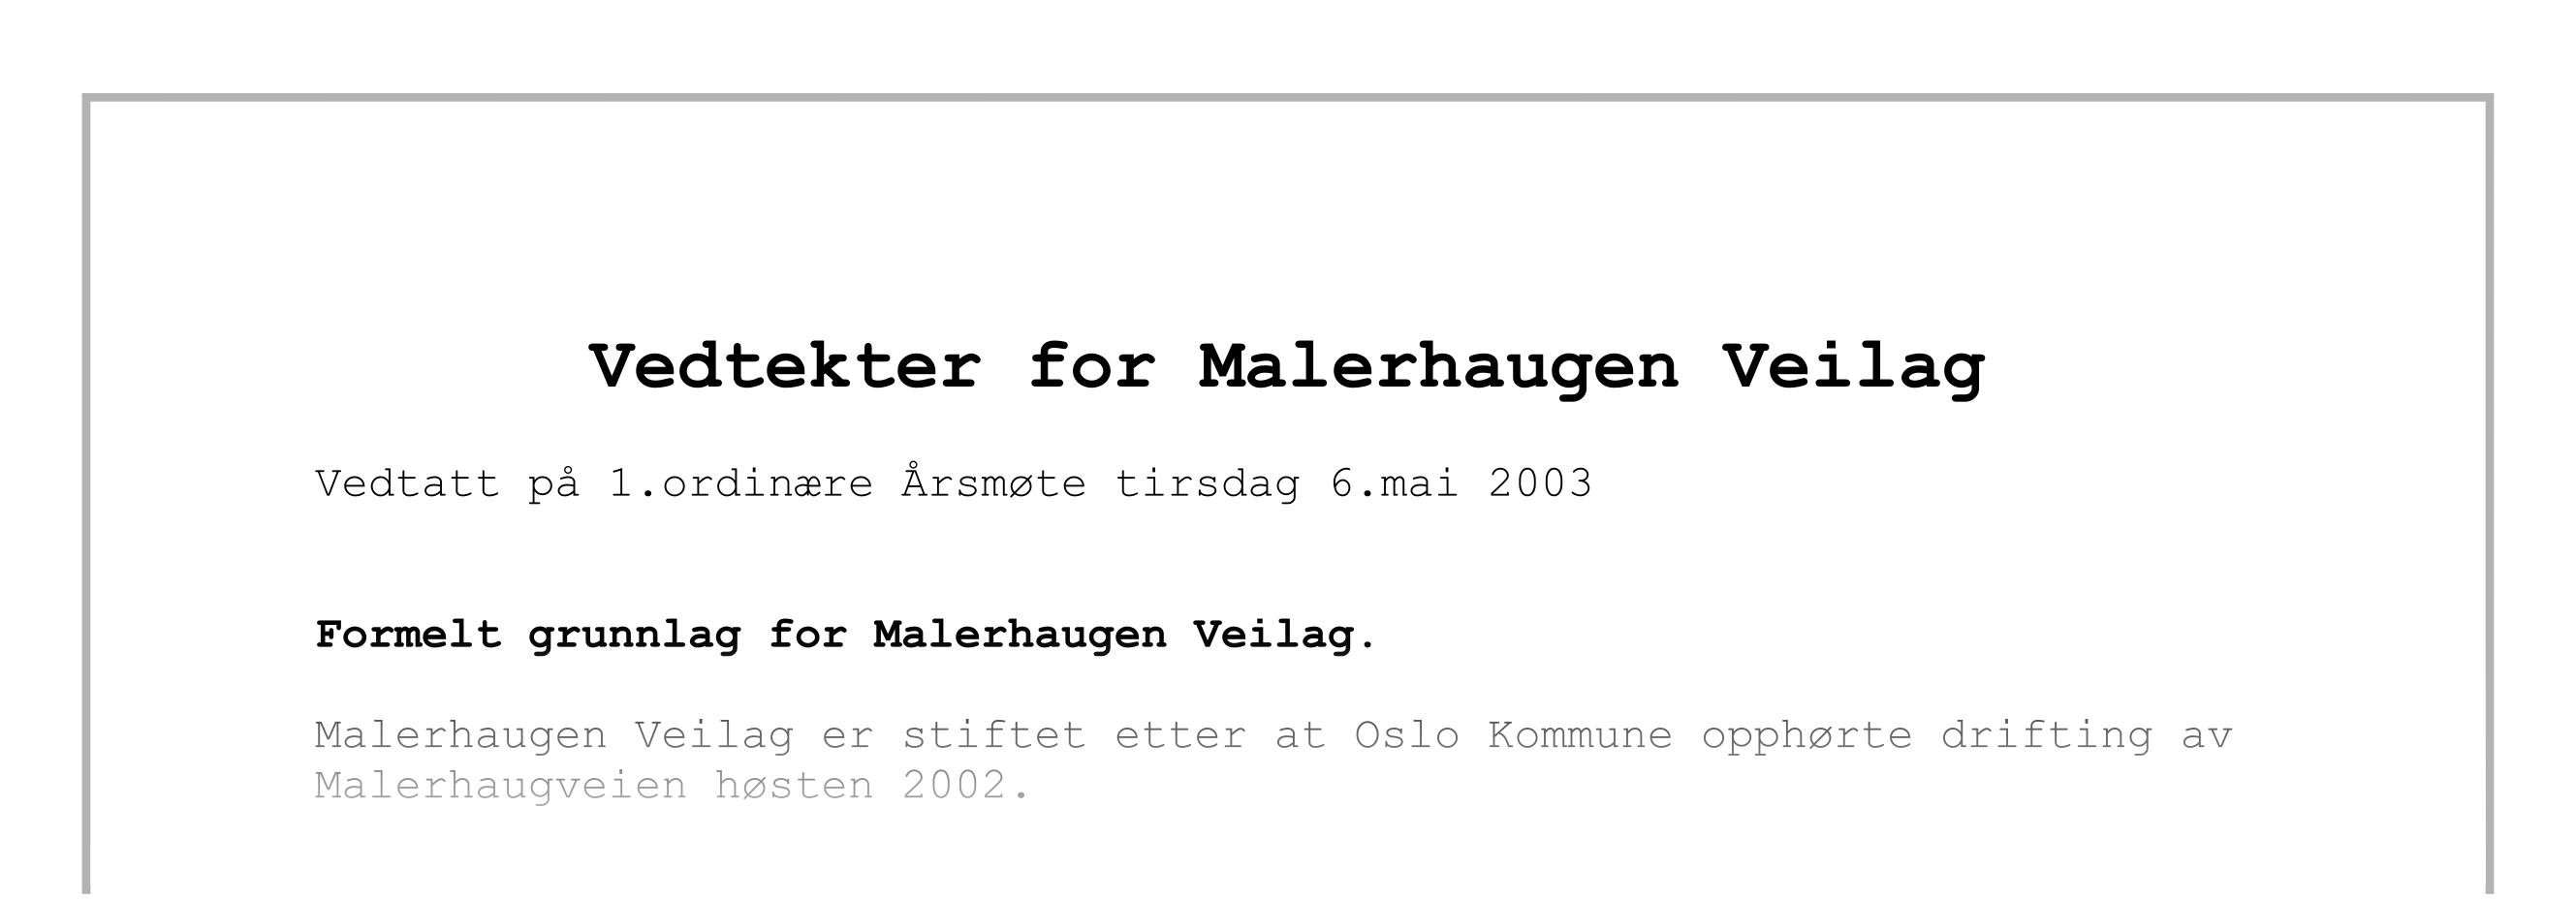 Vedtekter for Malerhaugen Veilag
Vedtatt på 1.ordinære Årsmøte tirsdag 6.mai 2003
Formelt grunnlag for Malerhaugen Veilag.
Malerhaugen Veilag er stiftet etter at Oslo Kommune opphørte drifting av
Malerhaugveien høsten 2002.